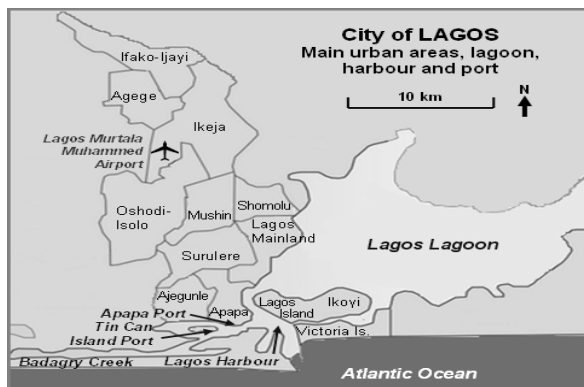 City of LAGOS
Main urban areas, lagoon,
harbour and port
10 km
N
Ifako-Ijayi
Agege
Ikeja
Lagos Murtala
Muhammed
Airport
Oshodi-
Isolo
Mushin
Shomolu
Lagos
Mainland
Surulere
Lagos Lagoon
Ajegunle
Apapa
Lagos
Island
Ikoyi
Apapa Port
Tin Can
Island Port
Victoria Is.
Badagry Creek
Lagos Harbour
Atlantic Ocean